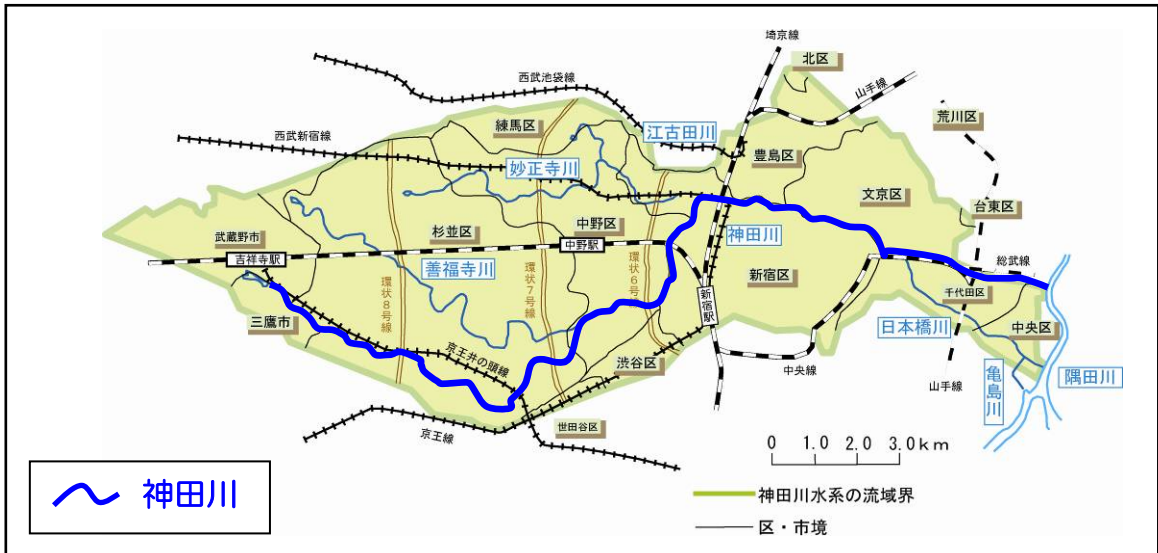 埼京線
北区
西武池袋線
山手線
荒川区
練馬区
江古田川
西武新宿線
豊島区
妙正寺川
文京区
台東区
中野区
神田川
武蔵野市
杉並区
中野駅
吉祥寺駅
善福寺川
環状6号線
新宿区
総武線
環状8号線
環状7号線
千代田区
新宿駅
三鷹市
日本橋川
中央区
京王井の頭線
渋谷区
中央線
亀島川
隅田川
山手線
京王線
世田谷区
0 1.0 2.0 3.0km
神田川
神田川水系の流域界
区・市境